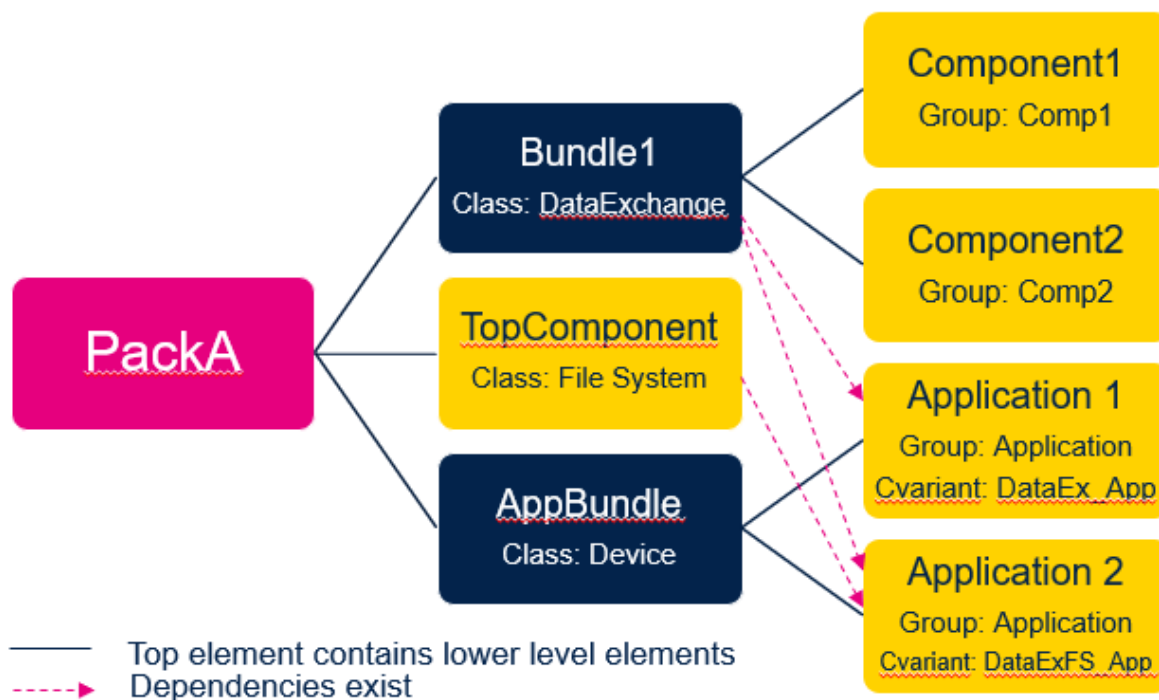 PackA
Bundle1
Class: DataExchange
TopComponent
Class: File System
AppBundle
Class: Device
Component1
Group: Comp1
Component2
Group: Comp2
Application 1
Group: Application
Cvariant: DataEx_App
Application 2
Group: Application
Cvariant: DataExFS_App
Top element contains lower level elements
Dependencies exist